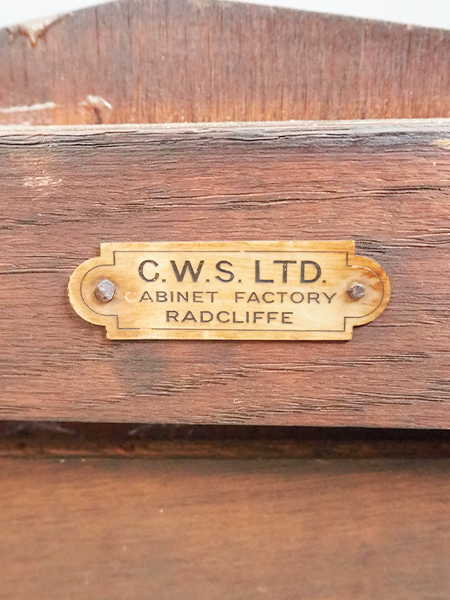 C.W.S. LTD.
CABINET FACTORY
RADCLIFFE